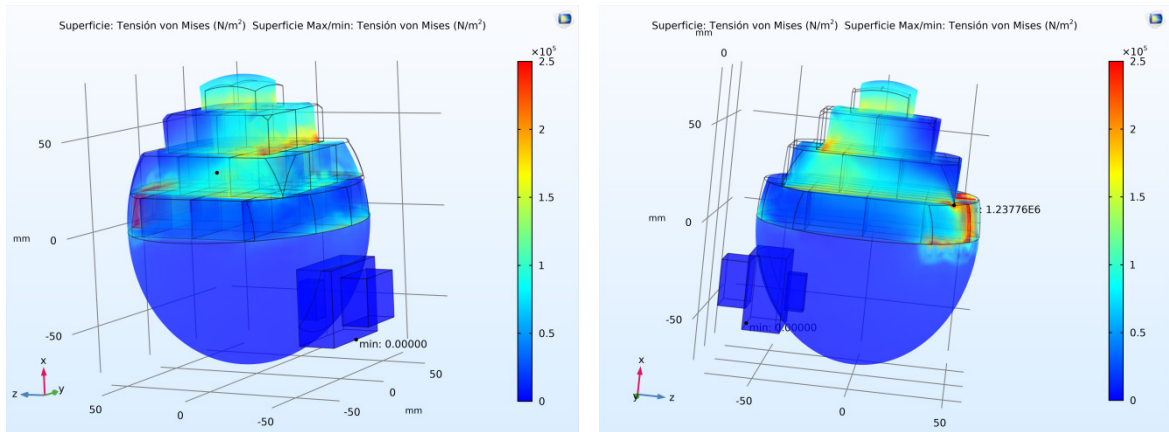 Superficie: Tensión von Mises (N/m²)  Superficie Max/min: Tensión von Mises (N/m²)
×10⁵
2.5
2
1.5
1
0.5
0
50
mm
0
-50
min: 0.00000
x
z
y
50
0
-50
mm
-50
0
50
Superficie: Tensión von Mises (N/m²)  Superficie Max/min: Tensión von Mises (N/m²)
mm
0
×10⁵
2.5
2
1.5
1
0.5
0
50
1.23776E6
mm
0
-50
min: 0.00000
x
y
z
-50
0
50